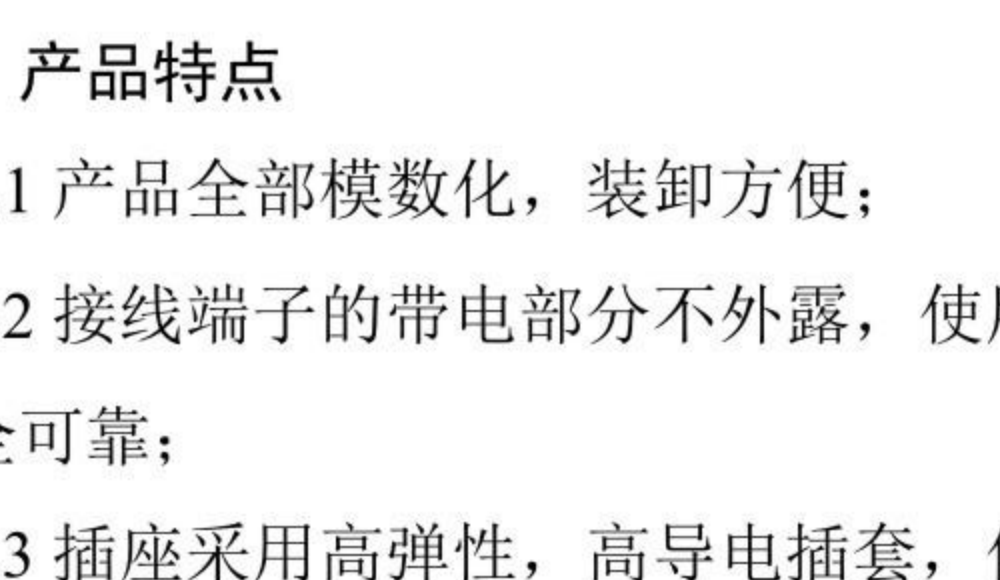 产品特点
1 产品全部模数化，装卸方便；
2 接线端子的带电部分不外露，使
可靠；
3 插座采用高弹性，高导电插套，